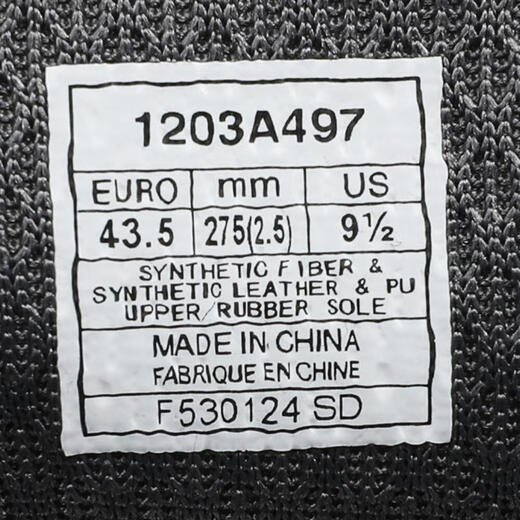 1203A497
EURO mm US
43.5 275(2.5) 9½
SYNTHETIC FIBER &
SYNTHETIC LEATHER & PU
UPPER/RUBBER SOLE
MADE IN CHINA
FABRIQUE EN CHINE
F530124 SD